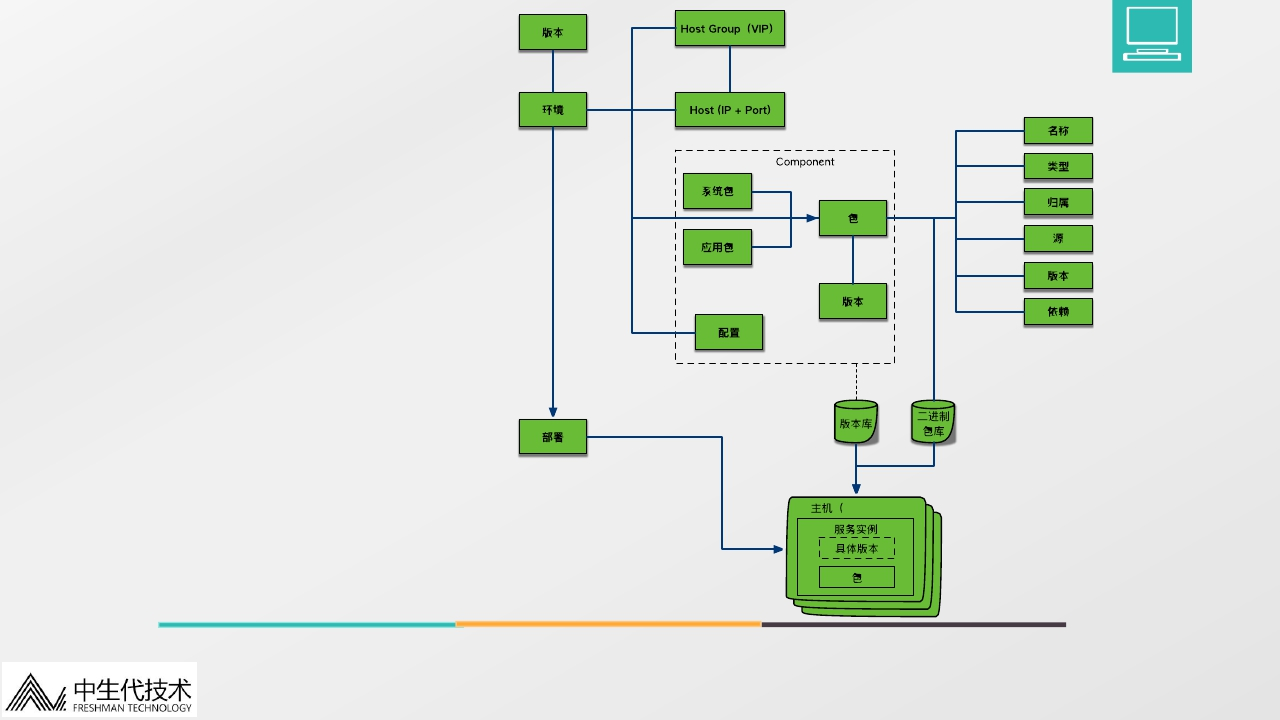 版本
Host Group（VIP）
环境
Host (IP + Port)
Component
系统包
包
应用包
版本
配置
名称
类型
归属
源
版本
依赖
部署
版本库
二进制
包库
主机（
服务实例
具体版本
包
中生代技术
FRESHMAN TECHNOLOGY